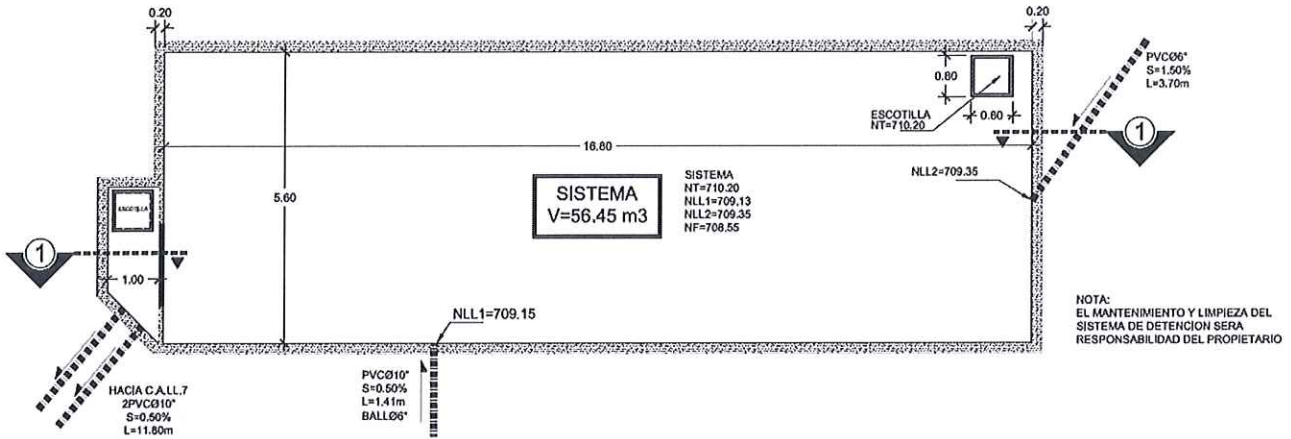 0.20
0.20
PVCØ6"
S=1.50%
L=3.70m
0.80
ESCOTILLA
NT=710.20
0.60
1
16.80
NLL2=709.35
SISTEMA
V=56.45 m3
SISTEMA
NT=710.20
NLL1=709.13
NLL2=709.35
NF=708.55
5.60
ESCOTILLA
1
1.00
NLL1=709.15
NOTA:
EL MANTENIMIENTO Y LIMPIEZA DEL
SISTEMA DE DETENCION SERA
RESPONSABILIDAD DEL PROPIETARIO
PVCØ10"
S=0.50%
L=1.41m
BALLØ6"
HACIA C.A.LL.7
2PVCØ10"
S=0.50%
L=11.60m